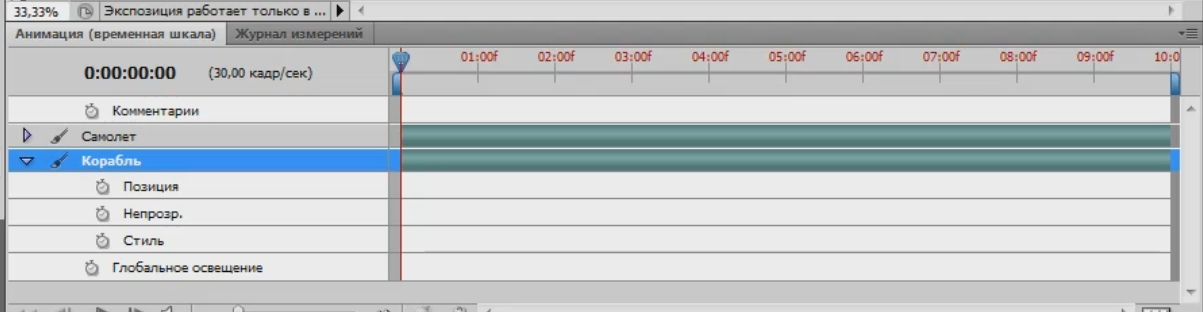 33,33% Экспозиция работает только в ...
Анимация (временная шкала) Журнал измерений
0:00:00:00 (30,00 кадр/сек) 01:00f 02:00f 03:00f 04:00f 05:00f 06:00f 07:00f 08:00f 09:00f 10:0
Комментарии
Самолет
Корабль
Позиция
Непрозр.
Стиль
Глобальное освещение